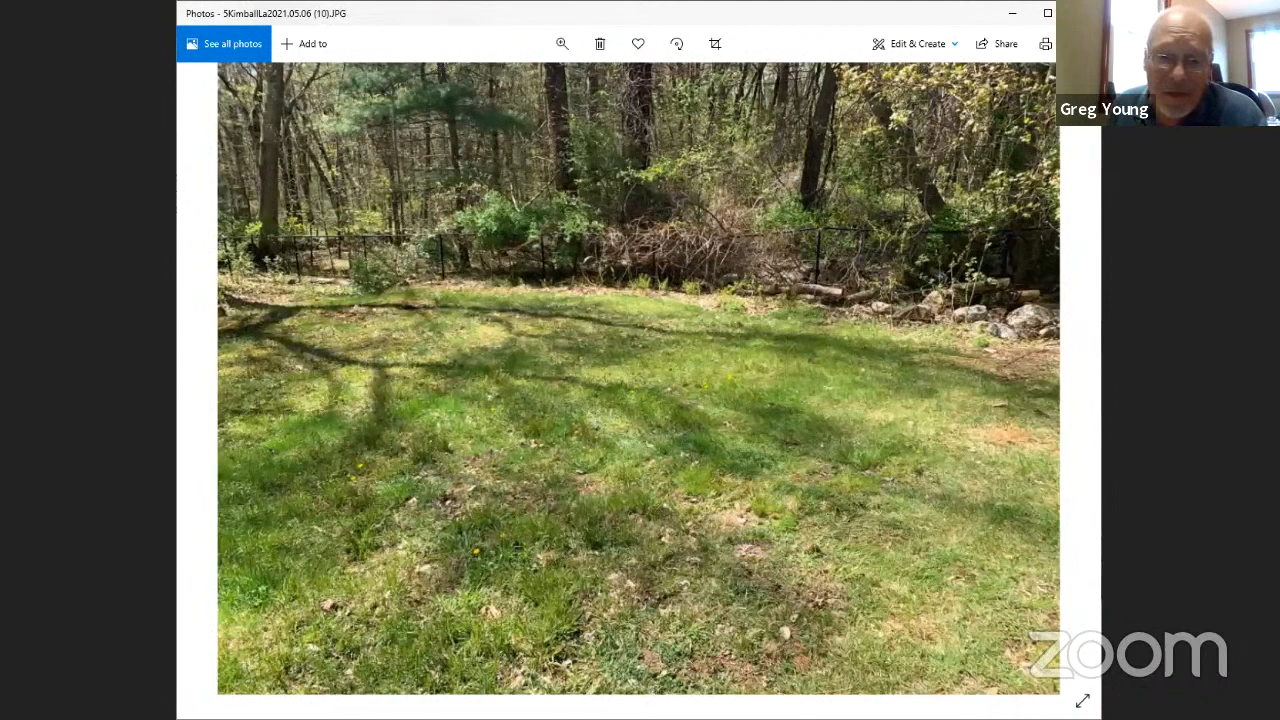 Photos - 5KimballLa2021.05.06 (10).JPG
See all photos
Add to
Edit & Create
Share
Greg Young
zoom